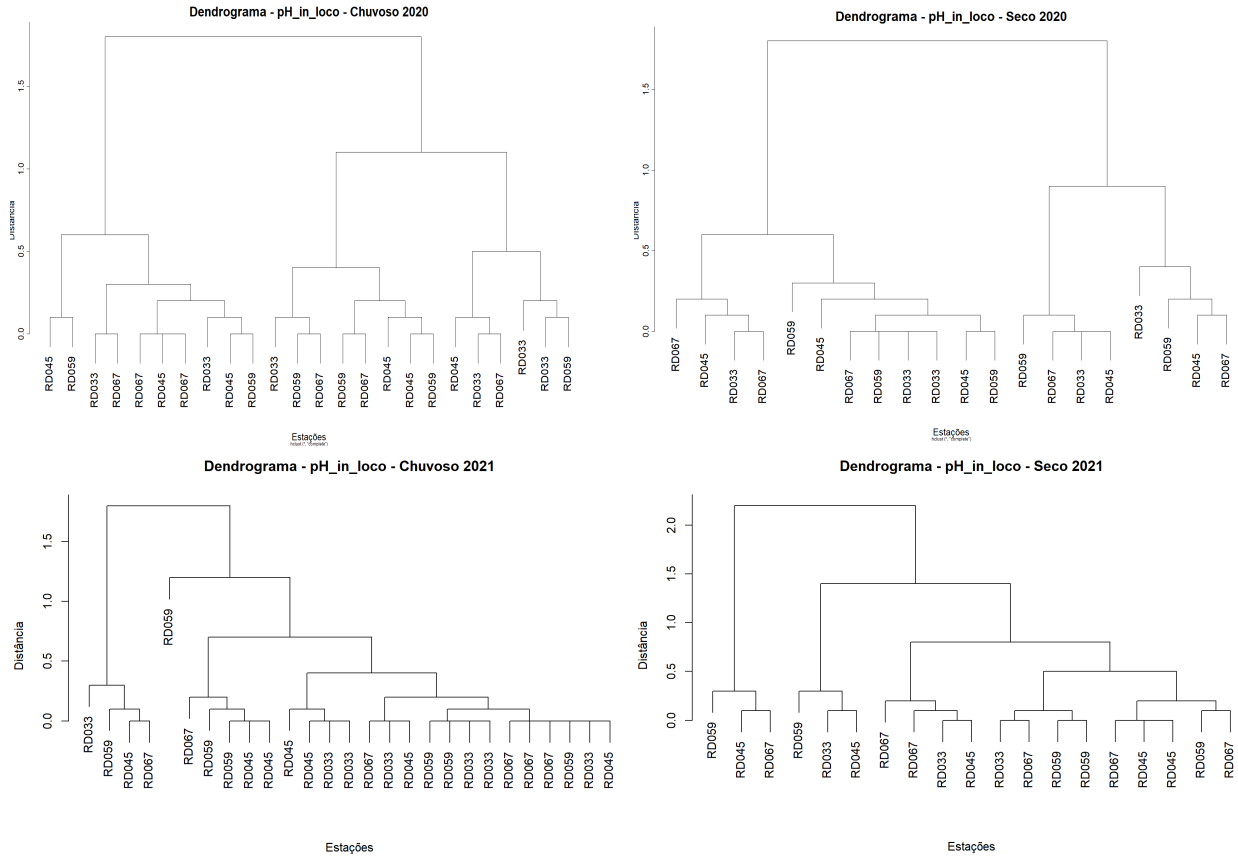 Dendrograma - pH_in_loco - Chuvoso 2020
Distância
0.0 0.5 1.0 1.5
RD045 RD059 RD033 RD067 RD067 RD045 RD067 RD033 RD045 RD059 RD033 RD059 RD067 RD059 RD067 RD045 RD045 RD059 RD045 RD033 RD067 RD033 RD033 RD059
Estações
hclust (*, "complete")
Dendrograma - pH_in_loco - Seco 2020
Distância
0.0 0.5 1.0 1.5
RD067 RD045 RD033 RD067 RD059 RD045 RD067 RD059 RD033 RD033 RD045 RD059 RD059 RD067 RD033 RD045 RD033 RD059 RD045 RD067
Estações
hclust (*, "complete")
Dendrograma - pH_in_loco - Chuvoso 2021
Distância
0.0 0.5 1.0 1.5
RD033 RD059 RD045 RD067 RD059 RD067 RD059 RD059 RD045 RD045 RD045 RD033 RD033 RD067 RD045 RD059 RD059 RD033 RD033 RD067 RD067 RD067 RD059 RD033 RD045
Estações
Dendrograma - pH_in_loco - Seco 2021
Distância
0.0 0.5 1.0 1.5 2.0
RD059 RD045 RD067 RD059 RD033 RD045 RD067 RD067 RD033 RD045 RD033 RD067 RD059 RD059 RD067 RD045 RD045 RD059 RD067